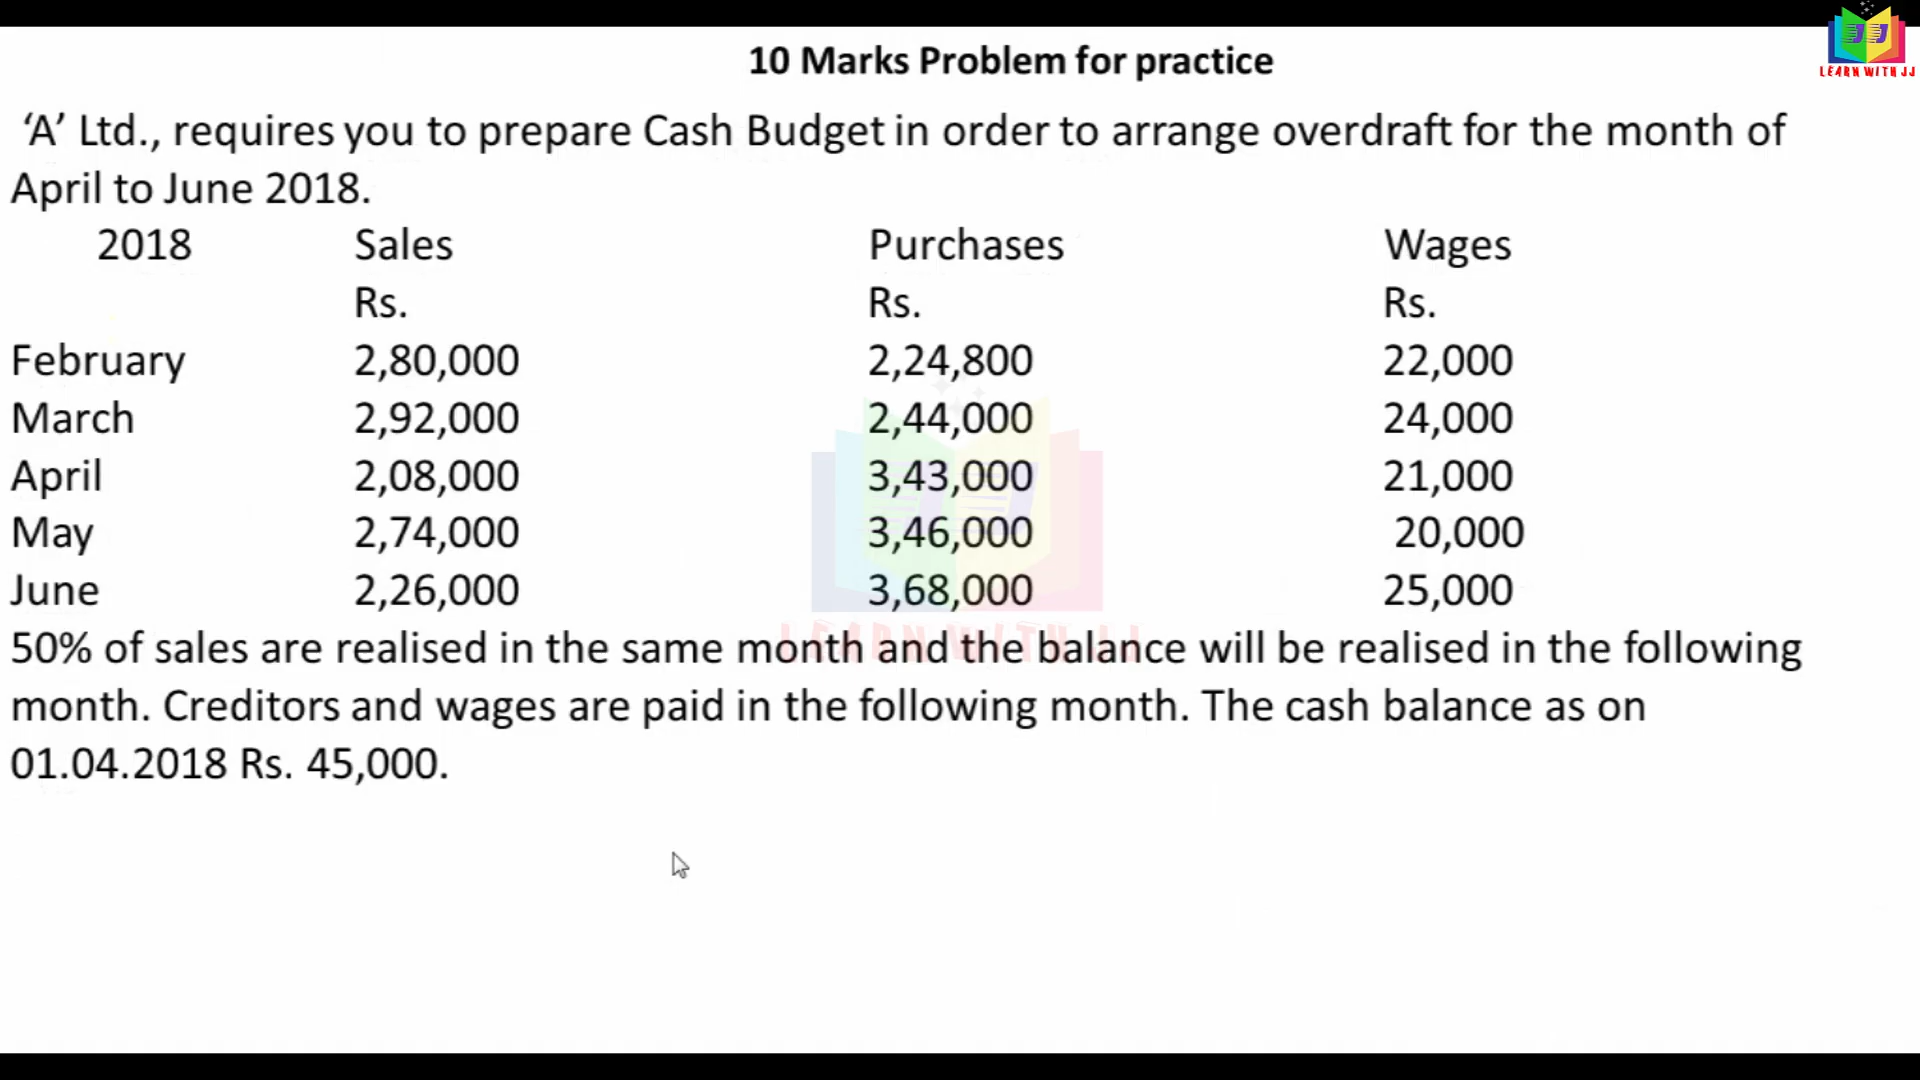 LEARN WITH JJ
10 Marks Problem for practice
‘A’ Ltd., requires you to prepare Cash Budget in order to arrange overdraft for the month of
April to June 2018.
2018 Sales Purchases Wages
Rs. Rs. Rs.
February 2,80,000 2,24,800 22,000
March 2,92,000 2,44,000 24,000
April 2,08,000 3,43,000 21,000
May 2,74,000 3,46,000 20,000
June 2,26,000 3,68,000 25,000
50% of sales are realised in the same month and the balance will be realised in the following
LEARN WITH JJ
month. Creditors and wages are paid in the following month. The cash balance as on
01.04.2018 Rs. 45,000.